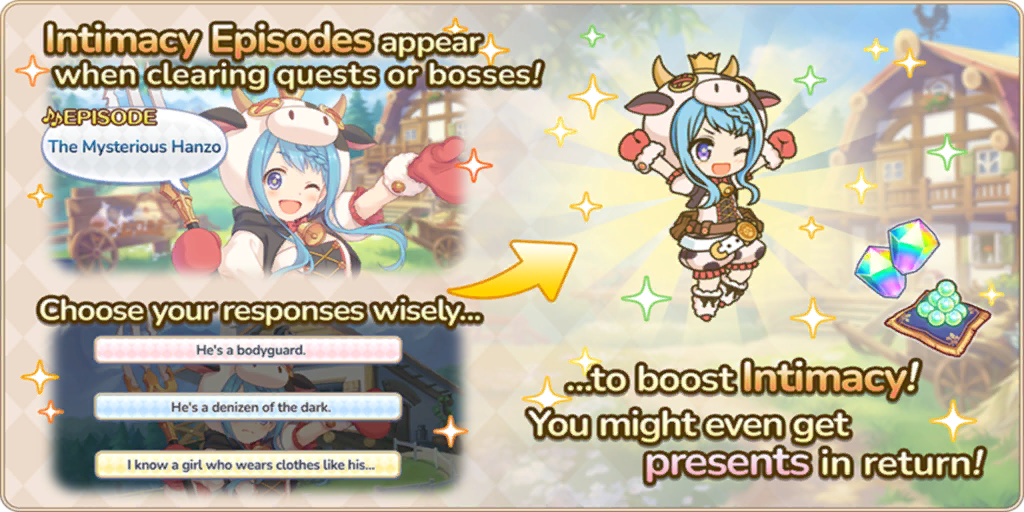 Intimacy Episodes appear
when clearing quests or bosses!
EPISODE
The Mysterious Hanzo
Choose your responses wisely...
He's a bodyguard.
He's a denizen of the dark.
I know a girl who wears clothes like his...
...to boost Intimacy!
You might even get
presents in return!